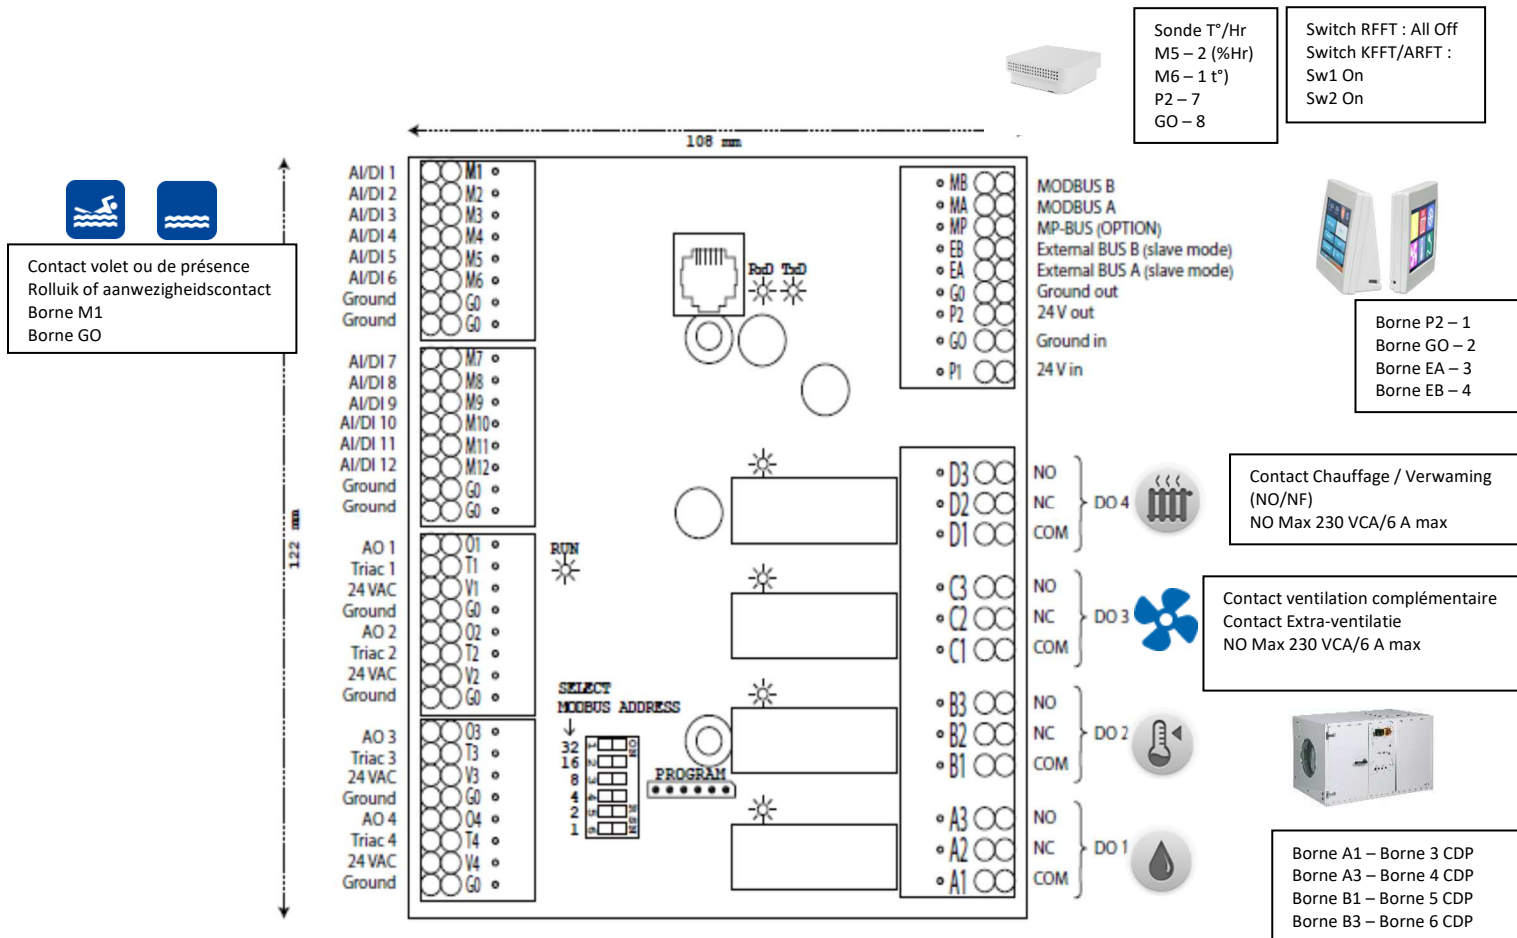 Sonde T°/Hr
M5 – 2 (%Hr)
M6 – 1 t°)
P2 – 7
GO – 8
Switch RFFT : All Off
Switch KFFT/ARFT :
Sw1 On
Sw2 On
108 mm
122 mm
Contact volet ou de présence
Rolluik of aanwezigheidscontact
Borne M1
Borne GO
AI/DI 1 M1
AI/DI 2 M2
AI/DI 3 M3
AI/DI 4 M4
AI/DI 5 M5
AI/DI 6 M6
Ground G0
Ground G0
AI/DI 7 M7
AI/DI 8 M8
AI/DI 9 M9
AI/DI 10 M10
AI/DI 11 M11
AI/DI 12 M12
Ground G0
Ground G0
AO 1 O1
Triac 1 T1
24 VAC V1
Ground G0
AO 2 O2
Triac 2 T2
24 VAC V2
Ground G0
AO 3 O3
Triac 3 T3
24 VAC V3
Ground G0
AO 4 O4
Triac 4 T4
24 VAC V4
Ground G0
RxD TxD
RUN
SELECT
MODBUS ADDRESS
32
16
8
4
2
1
PROGRAM
MB MODBUS B
MA MODBUS A
MP MP-BUS (OPTION)
EB External BUS B (slave mode)
EA External BUS A (slave mode)
G0 Ground out
P2 24 V out
G0 Ground in
P1 24 V in
Borne P2 – 1
Borne GO – 2
Borne EA – 3
Borne EB – 4
D3 NO
D2 NC DO 4
D1 COM
Contact Chauffage / Verwaming
(NO/NF)
NO Max 230 VCA/6 A max
C3 NO
C2 NC DO 3
C1 COM
Contact ventilation complémentaire
Contact Extra-ventilatie
NO Max 230 VCA/6 A max
B3 NO
B2 NC DO 2
B1 COM
A3 NO
A2 NC DO 1
A1 COM
Borne A1 – Borne 3 CDP
Borne A3 – Borne 4 CDP
Borne B1 – Borne 5 CDP
Borne B3 – Borne 6 CDP